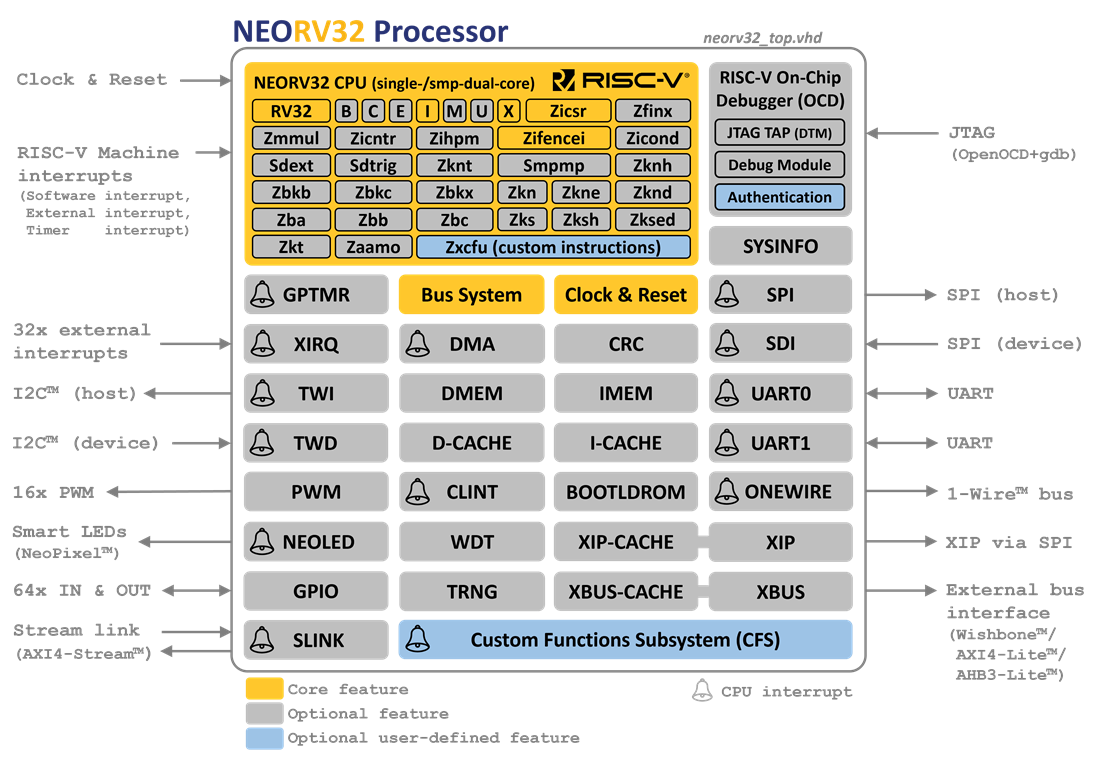 NEORV32 Processor
neorv32_top.vhd
Clock & Reset
RISC-V Machine
interrupts
(Software interrupt,
External interrupt,
Timer interrupt)
32x external
interrupts
I2C™ (host)
I2C™ (device)
16x PWM
Smart LEDs
(NeoPixel™)
64x IN & OUT
Stream link
(AXI4-Stream™)
NEORV32 CPU (single-/smp-dual-core) RISC-V®
RV32 B C E I M U X Zicsr Zfinx
Zmmul Zicntr Zihpm Zifencei Zicond
Sdext Sdtrig Zknt Smpmp Zknh
Zbkb Zbkc Zbkx Zkn Zkne Zknd
Zba Zbb Zbc Zks Zksh Zksed
Zkt Zaamo Zxcfu (custom instructions)
RISC-V On-Chip
Debugger (OCD)
JTAG TAP (DTM)
Debug Module
Authentication
SYSINFO
GPTMR Bus System Clock & Reset SPI
XIRQ DMA CRC SDI
TWI DMEM IMEM UART0
TWD D-CACHE I-CACHE UART1
PWM CLINT BOOTLDROM ONEWIRE
NEOLED WDT XIP-CACHE XIP
GPIO TRNG XBUS-CACHE XBUS
SLINK Custom Functions Subsystem (CFS)
JTAG
(OpenOCD+gdb)
SPI (host)
SPI (device)
UART
UART
1-Wire™ bus
XIP via SPI
External bus
interface
(Wishbone™/
AXI4-Lite™/
AHB3-Lite™)
Core feature
Optional feature
Optional user-defined feature
CPU interrupt